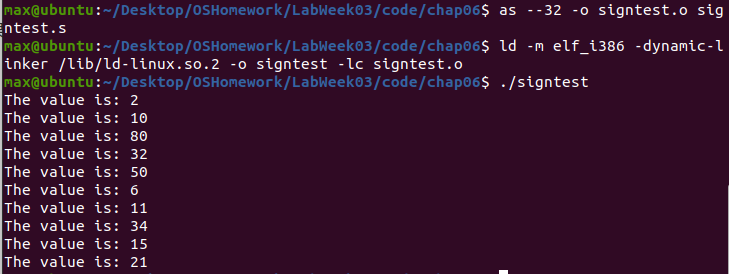 max@ubuntu:~/Desktop/OSHomework/LabWeek03/code/chap06$ as --32 -o signtest.o sig
ntest.s
max@ubuntu:~/Desktop/OSHomework/LabWeek03/code/chap06$ ld -m elf_i386 -dynamic-l
inker /lib/ld-linux.so.2 -o signtest -lc signtest.o
max@ubuntu:~/Desktop/OSHomework/LabWeek03/code/chap06$ ./signtest
The value is: 2
The value is: 10
The value is: 80
The value is: 32
The value is: 50
The value is: 6
The value is: 11
The value is: 34
The value is: 15
The value is: 21